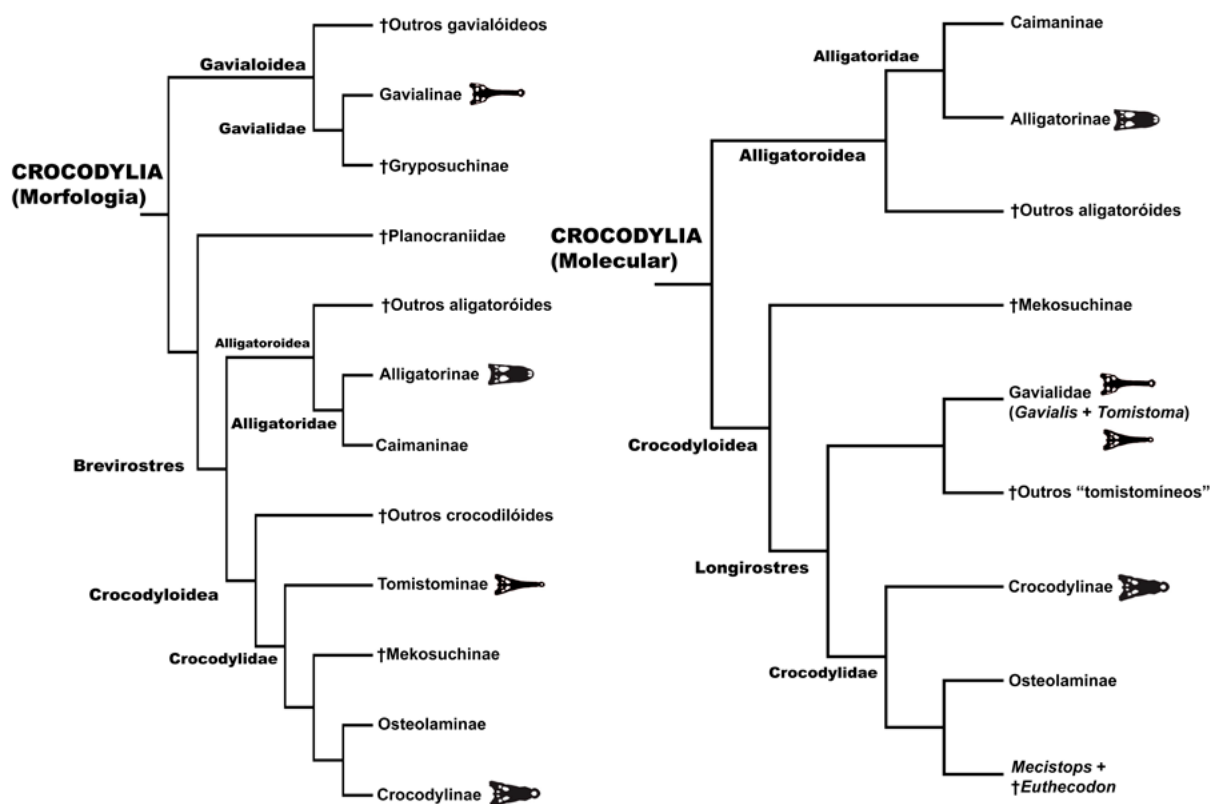 †Outros gavialóideos
Gavialoidea
Gavialinae
Gavialidae
†Gryposuchinae
CROCODYLIA
(Morfologia)
†Planocraniidae
†Outros aligatoróides
Alligatoroidea
Alligatorinae
Alligatoridae
Caimaninae
Brevirostres
†Outros crocodilóides
Tomistominae
Crocodyloidea
Crocodylidae
†Mekosuchinae
Osteolaminae
Crocodylinae
Caimaninae
Alligatoridae
Alligatorinae
Alligatoroidea
†Outros aligatoróides
CROCODYLIA
(Molecular)
†Mekosuchinae
Gavialidae
(Gavialis + Tomistoma)
Crocodyloidea
†Outros “tomistomíneos”
Longirostres
Crocodylinae
Crocodylidae
Osteolaminae
Mecistops +
†Euthecodon